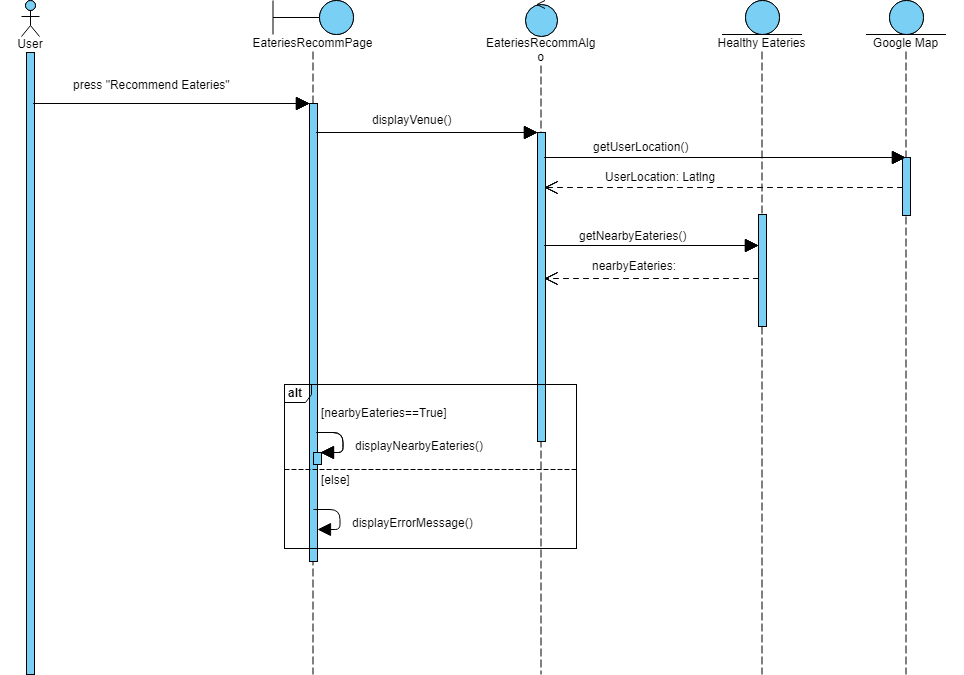 User
EateriesRecommPage
EateriesRecommAlg
o
Healthy Eateries
Google Map
press "Recommend Eateries"
displayVenue()
getUserLocation()
UserLocation: Latlng
getNearbyEateries()
nearbyEateries:
alt
[nearbyEateries==True]
displayNearbyEateries()
[else]
displayErrorMessage()